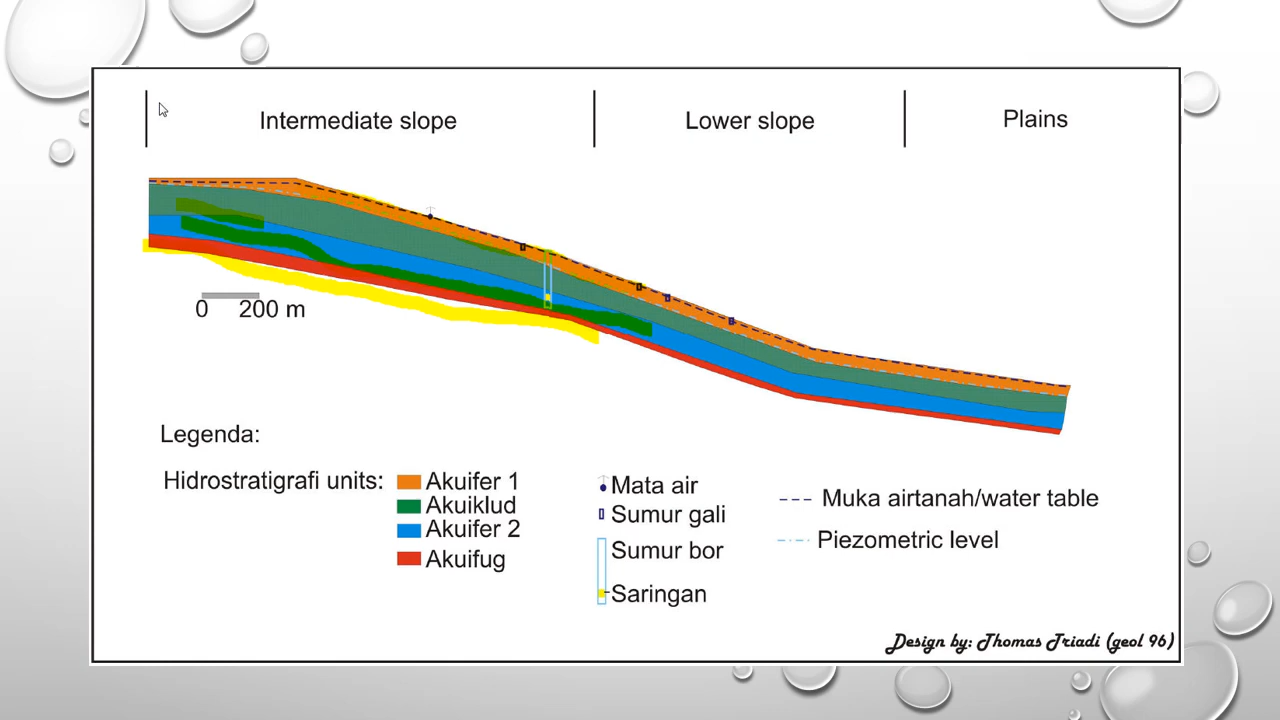 Intermediate slope
Lower slope
Plains
0 200 m
Legenda:
Hidrostratigrafi units:
Akuifer 1
Akuiklud
Akuifer 2
Akuifug
Mata air
Sumur gali
Sumur bor
Saringan
Muka airtanah/water table
Piezometric level
Design by: Thomas Triadi (geol 96)